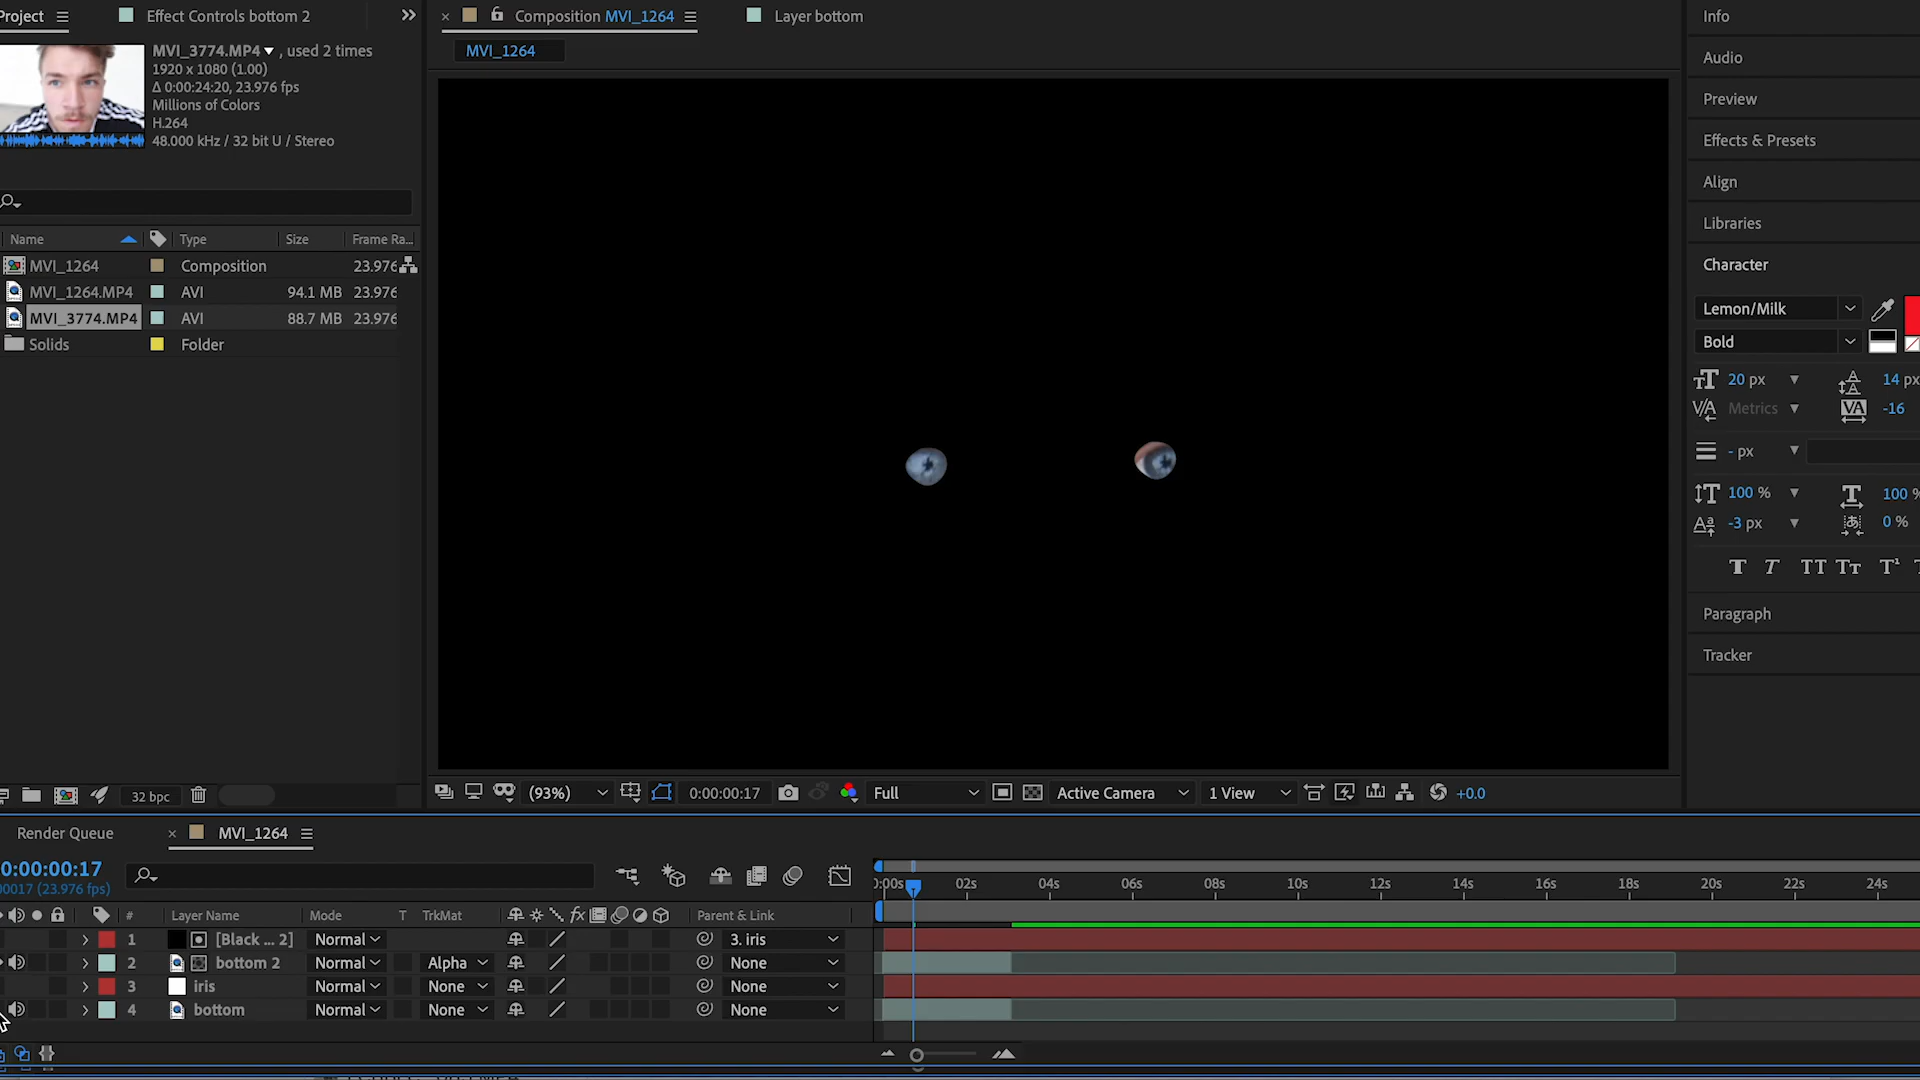 Project
Effect Controls bottom 2
Composition MVI_1264
Layer bottom
MVI_1264
MVI_3774.MP4 , used 2 times
1920 x 1080 (1.00)
Δ 0:00:24:20, 23.976 fps
Millions of Colors
H.264
48.000 kHz / 32 bit U / Stereo
Name Type Size Frame Ra...
MVI_1264 Composition 23.976
MVI_1264.MP4 AVI 94.1 MB 23.976
MVI_3774.MP4 AVI 88.7 MB 23.976
Solids Folder
32 bpc
(93%) 0:00:00:17 Full Active Camera 1 View +0.0
Info
Audio
Preview
Effects & Presets
Align
Libraries
Character
Lemon/Milk
Bold
20 px 14 px
Metrics -16
- px
100 % 100 %
-3 px 0 %
T T TT Tт T¹
Paragraph
Tracker
Render Queue
MVI_1264
0:00:00:17
00017 (23.976 fps)
0:00s 02s 04s 06s 08s 10s 12s 14s 16s 18s 20s 22s 24s
# Layer Name Mode T TrkMat fx Parent & Link
1 [Black ... 2] Normal 3. iris
2 bottom 2 Normal Alpha None
3 iris Normal None None
4 bottom Normal None None